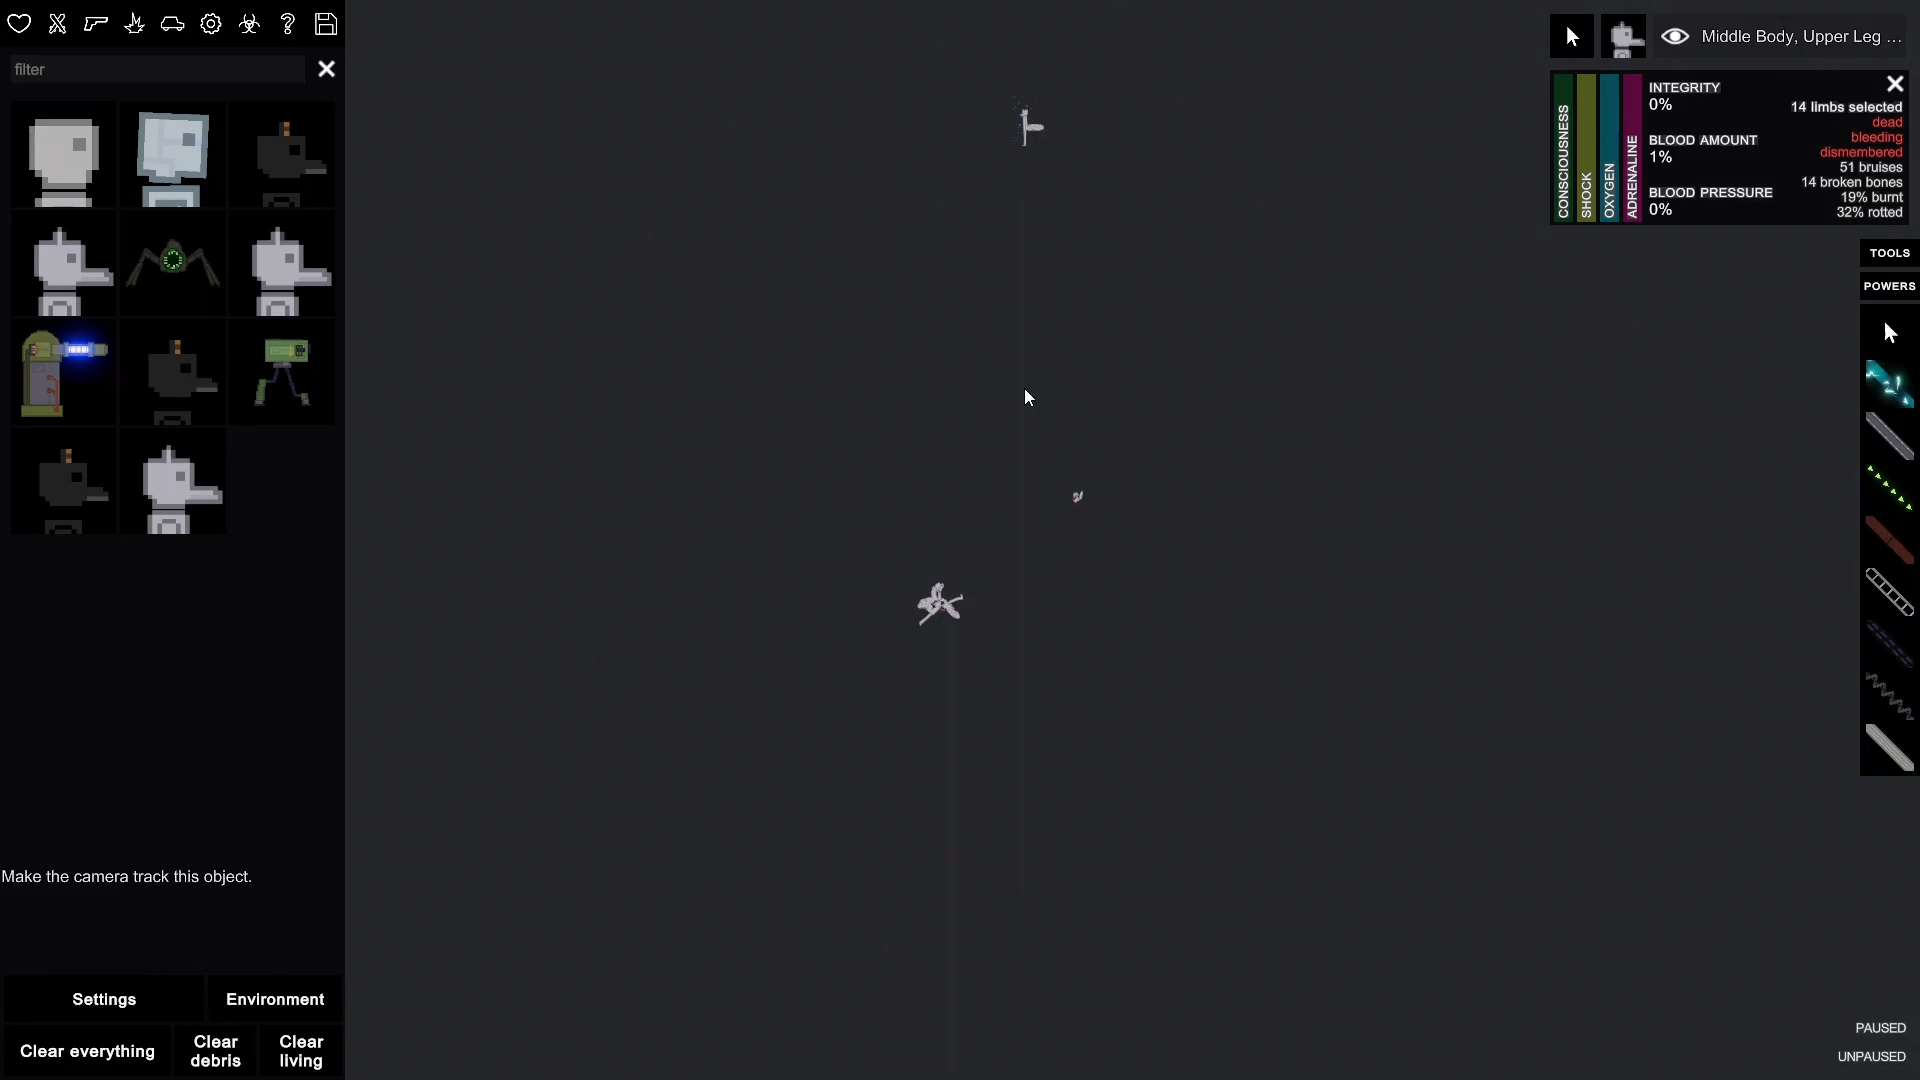 filter
Make the camera track this object.
Settings
Environment
Clear everything
Clear debris
Clear living
Middle Body, Upper Leg ...
CONSCIOUSNESS
SHOCK
OXYGEN
ADRENALINE
INTEGRITY
0%
BLOOD AMOUNT
1%
BLOOD PRESSURE
0%
14 limbs selected
dead
bleeding
dismembered
51 bruises
14 broken bones
19% burnt
32% rotted
TOOLS
POWERS
PAUSED
UNPAUSED